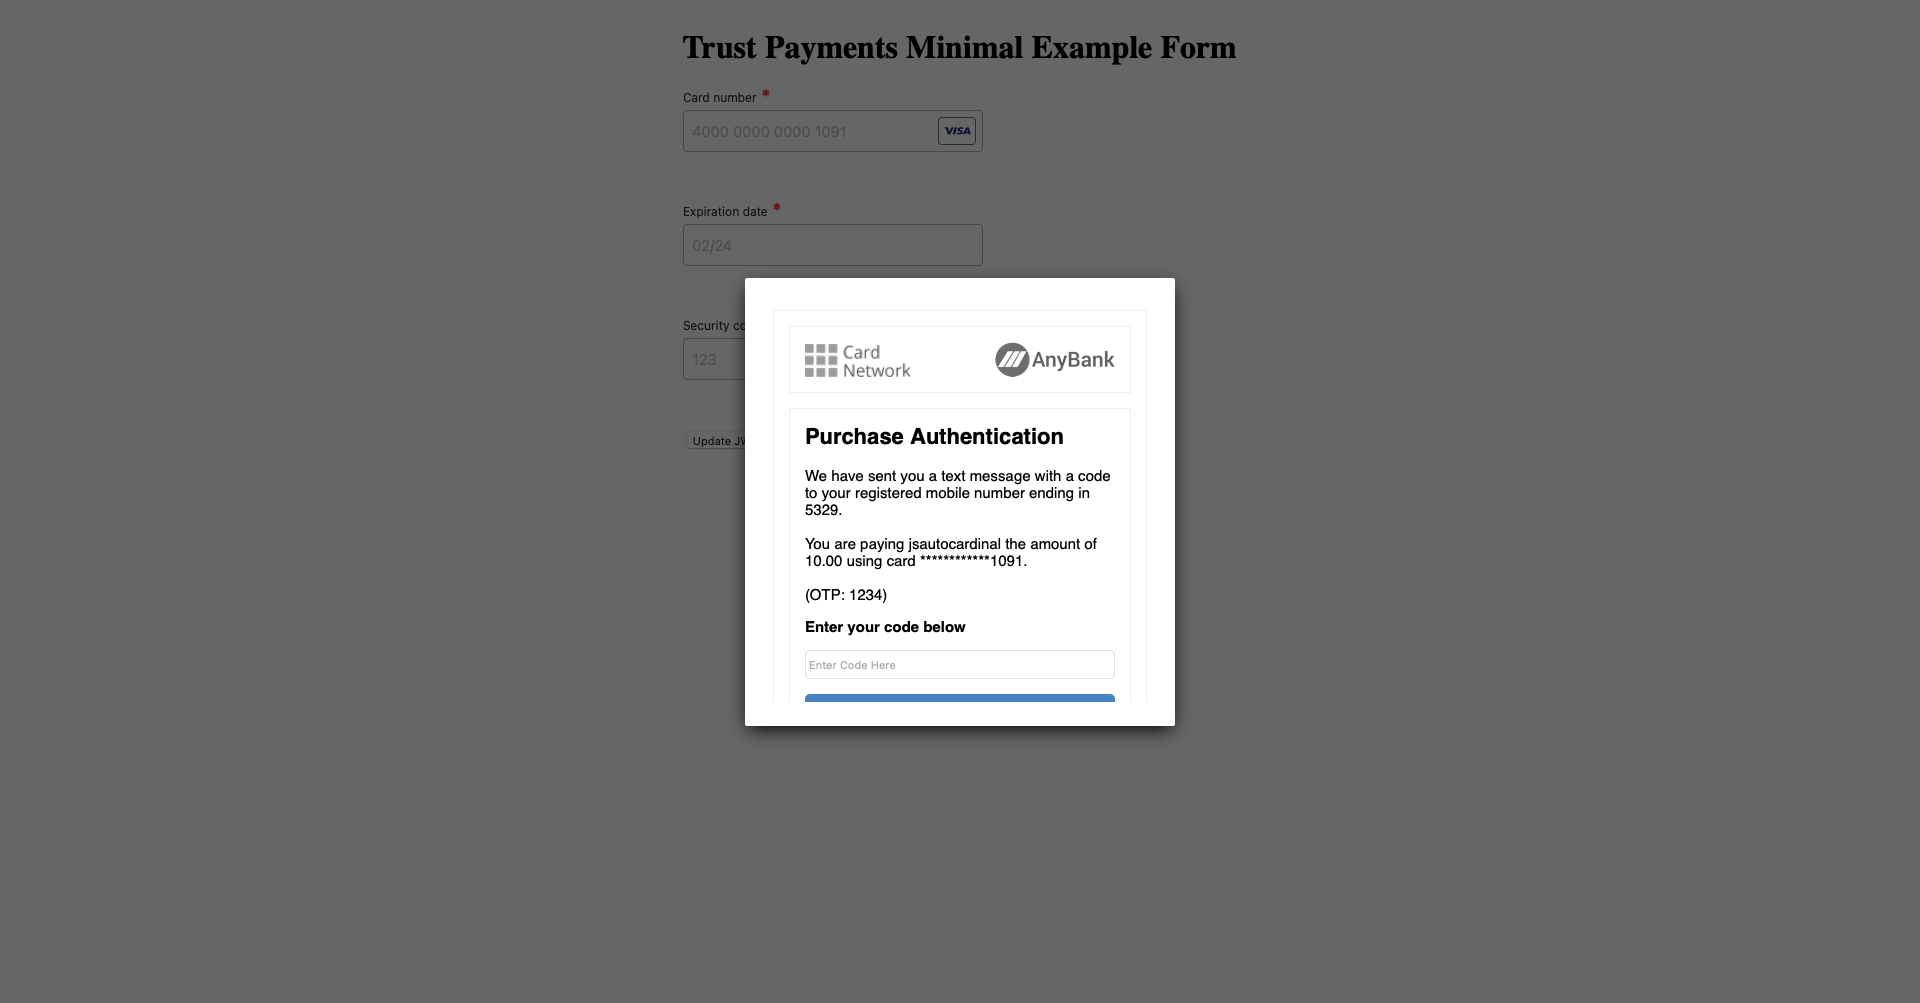 Trust Payments Minimal Example Form
Card number *
4000 0000 0000 1091
VISA
Expiration date *
02/24
Security co
123
Update JW
Card
Network
AnyBank
Purchase Authentication
We have sent you a text message with a code
to your registered mobile number ending in
5329.
You are paying jsautocardinal the amount of
10.00 using card ************1091.
(OTP: 1234)
Enter your code below
Enter Code Here